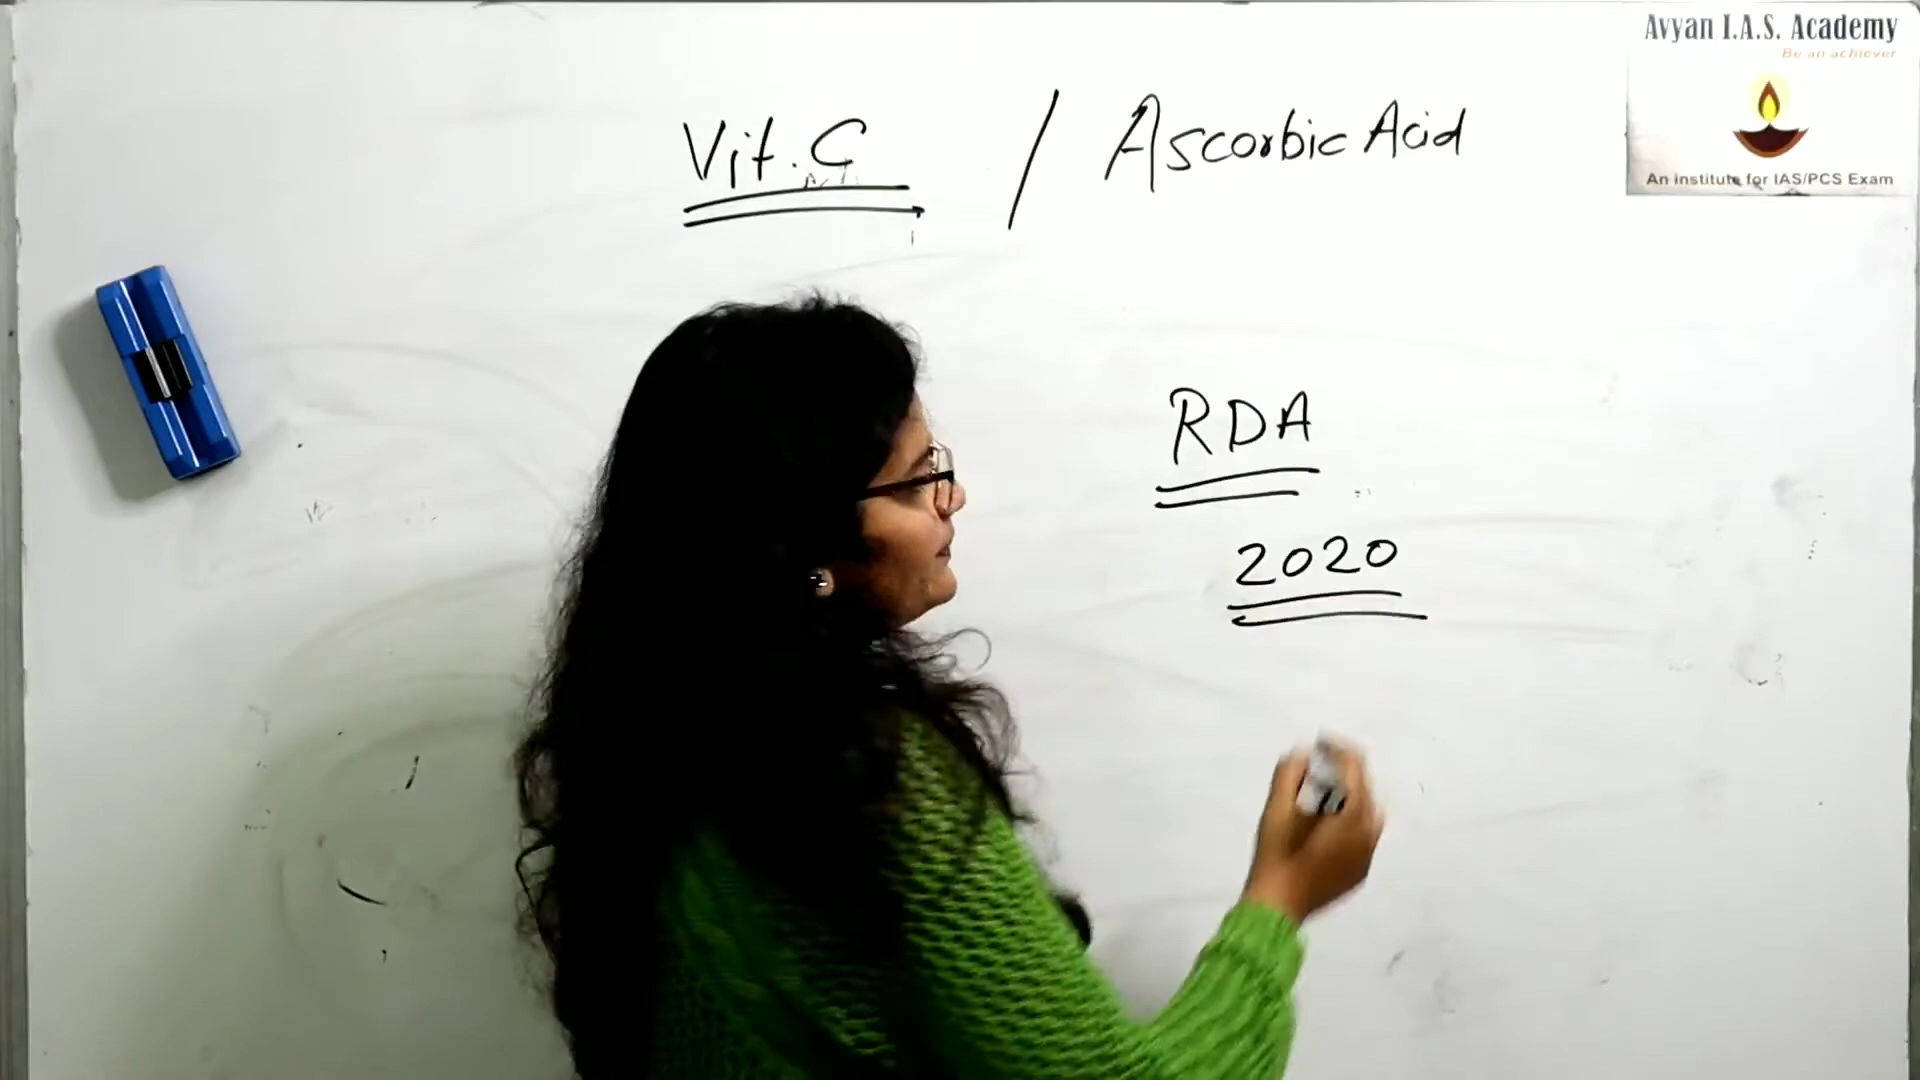 Avyan I.A.S. Academy
Be an achiever
An institute for IAS/PCS Exam
Vit. C / Ascorbic Acid
RDA
2020